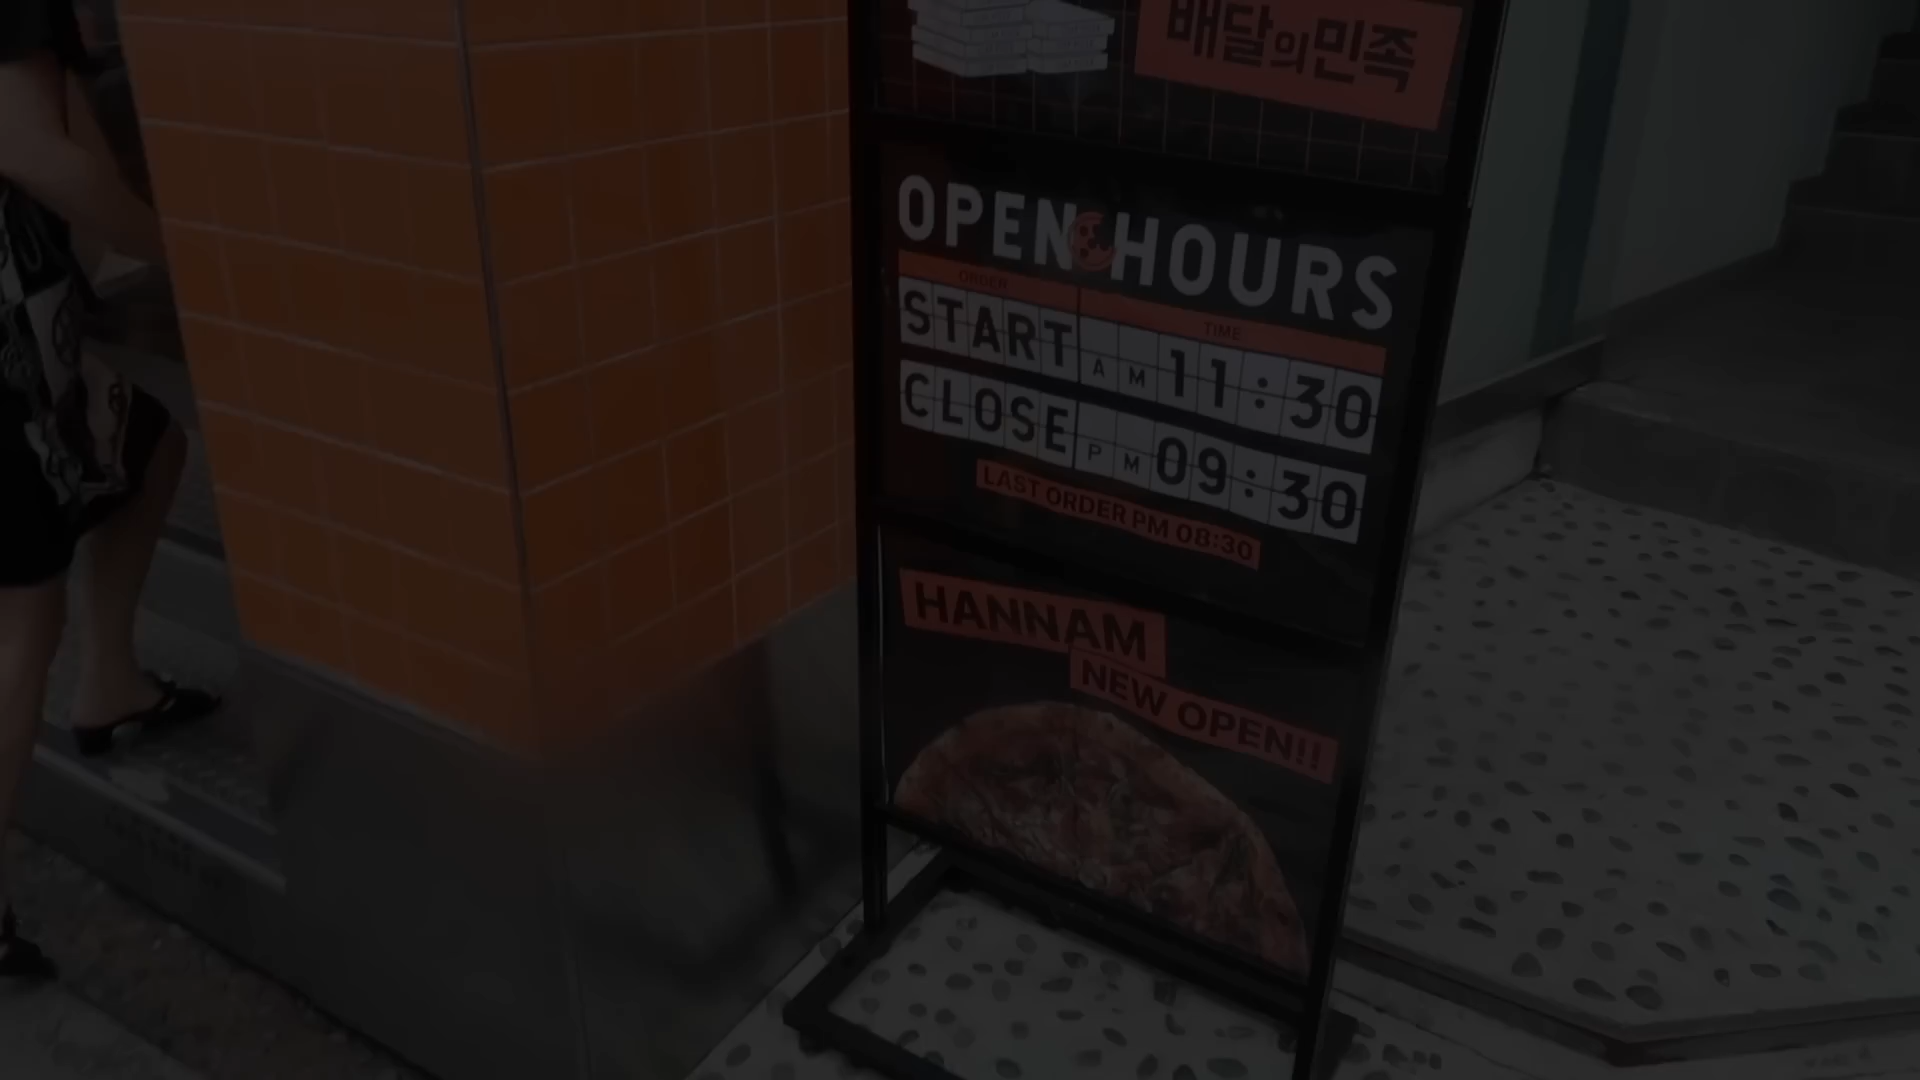 배달의민족
OPEN HOURS
ORDER TIME
START AM 11:30
CLOSE PM 09:30
LAST ORDER PM 08:30
HANNAM
NEW OPEN!!